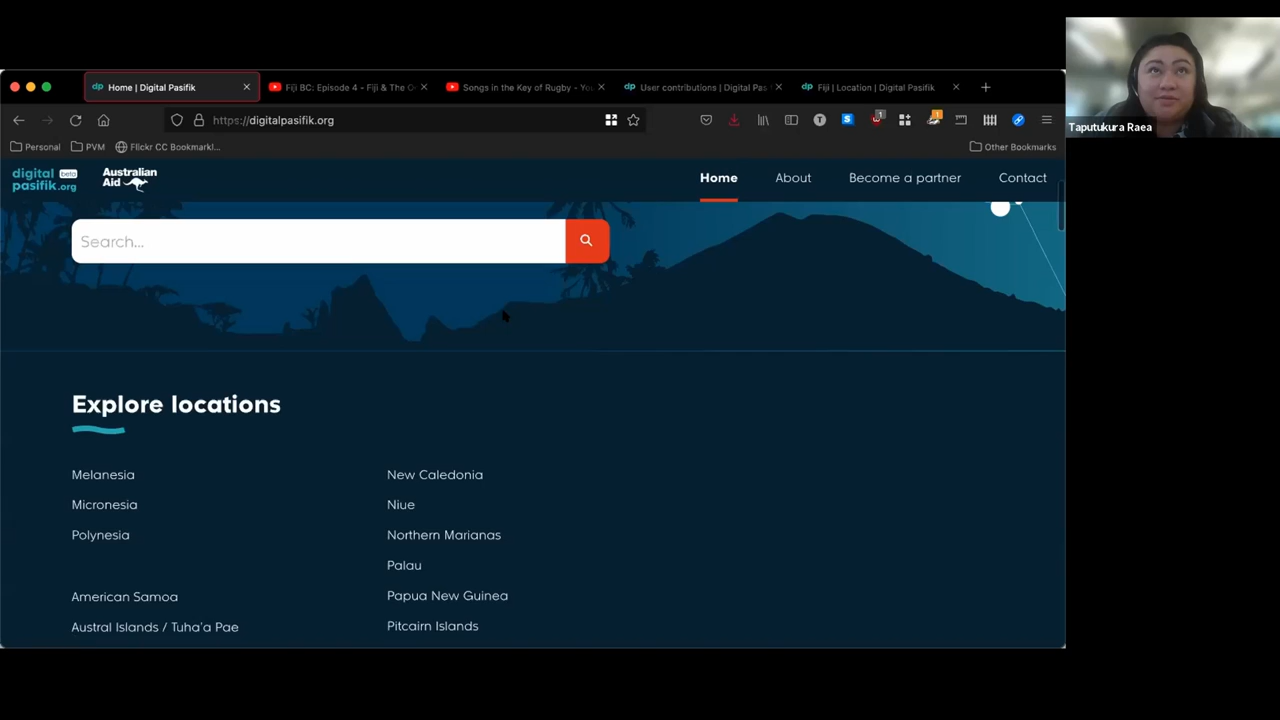 Home | Digital Pasifik
Fiji BC: Episode 4 - Fiji & The O
Songs in the Key of Rugby - You
User contributions | Digital Pas
Fiji | Location | Digital Pasifik
https://digitalpasifik.org
Personal
PVM
Flickr CC Bookmarkl...
Other Bookmarks
digital beta
pasifik.org
Australian
Aid
Home
About
Become a partner
Contact
Search...
Explore locations
Melanesia
Micronesia
Polynesia
American Samoa
Austral Islands / Tuha'a Pae
New Caledonia
Niue
Northern Marianas
Palau
Papua New Guinea
Pitcairn Islands
Taputukura Raea